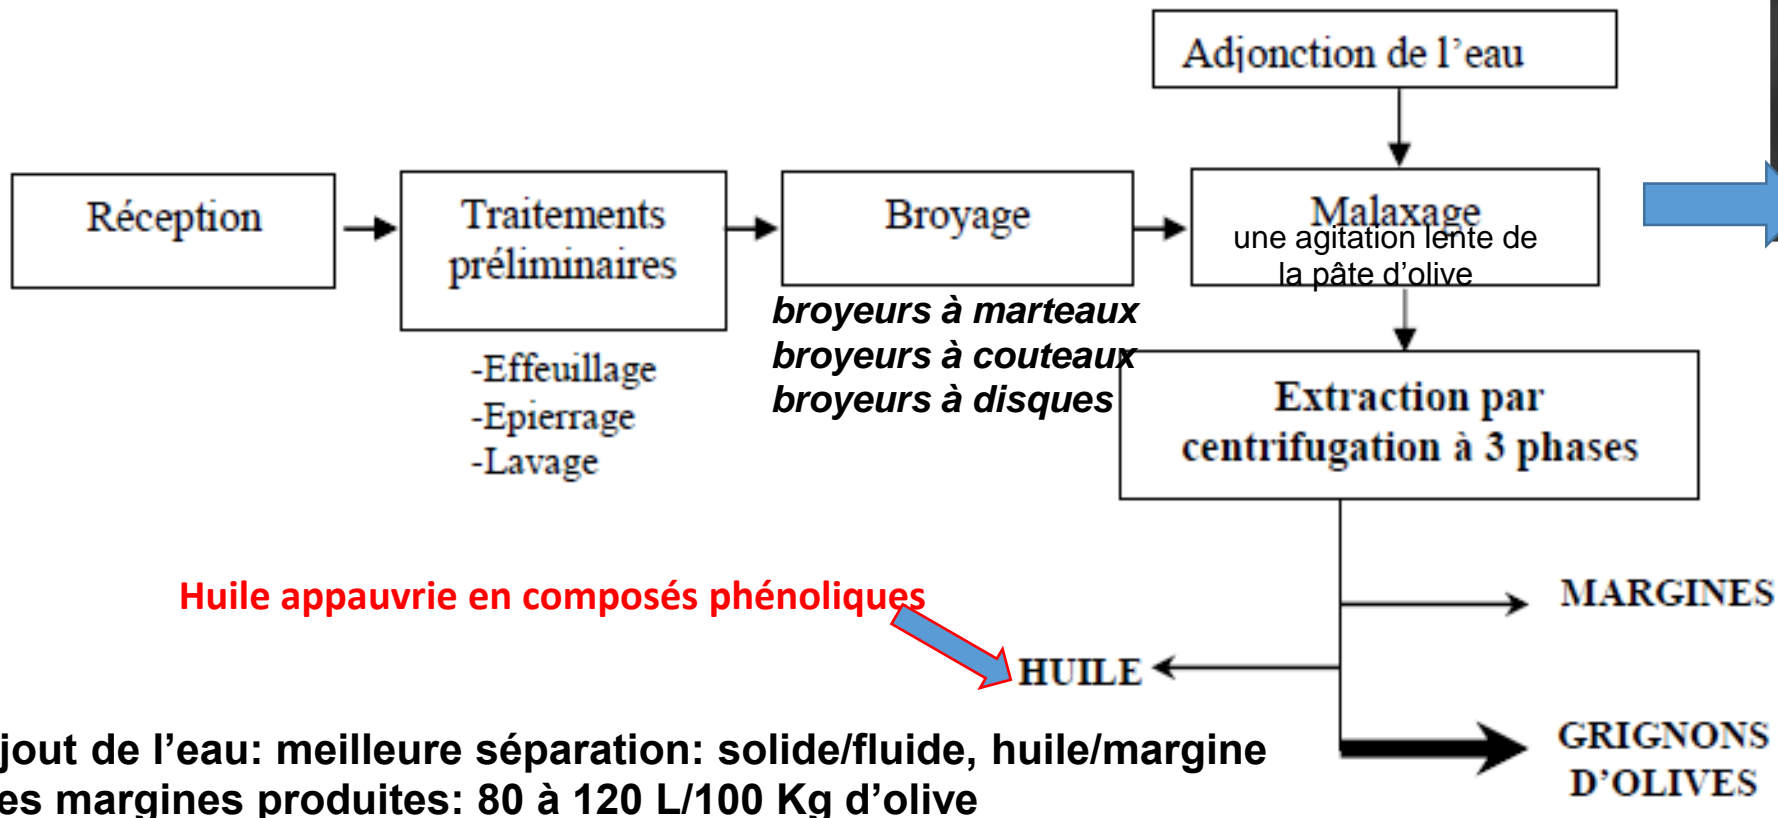 Adjonction de l’eau
Réception
Traitements
préliminaires
Broyage
Malaxage
une agitation lente de
la pâte d’olive
-Effeuillage
-Epierrage
-Lavage
broyeurs à marteaux
broyeurs à couteaux
broyeurs à disques
Extraction par
centrifugation à 3 phases
Huile appauvrie en composés phénoliques
MARGINES
HUILE
GRIGNONS
D’OLIVES
jout de l’eau: meilleure séparation: solide/fluide, huile/margine
es margines produites: 80 à 120 L/100 Kg d’olive